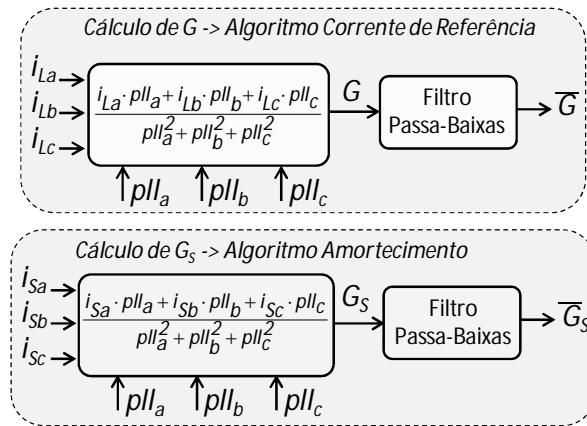 Cálculo de G -> Algoritmo Corrente de Referência
i_La
i_Lb
i_Lc
i_La · pll_a + i_Lb · pll_b + i_Lc · pll_c
pll_a^2 + pll_b^2 + pll_c^2
G
Filtro
Passa-Baixas
G̅
pll_a
pll_b
pll_c
Cálculo de G_S -> Algoritmo Amortecimento
i_Sa
i_Sb
i_Sc
i_Sa · pll_a + i_Sb · pll_b + i_Sc · pll_c
pll_a^2 + pll_b^2 + pll_c^2
G_S
Filtro
Passa-Baixas
G̅_S
pll_a
pll_b
pll_c